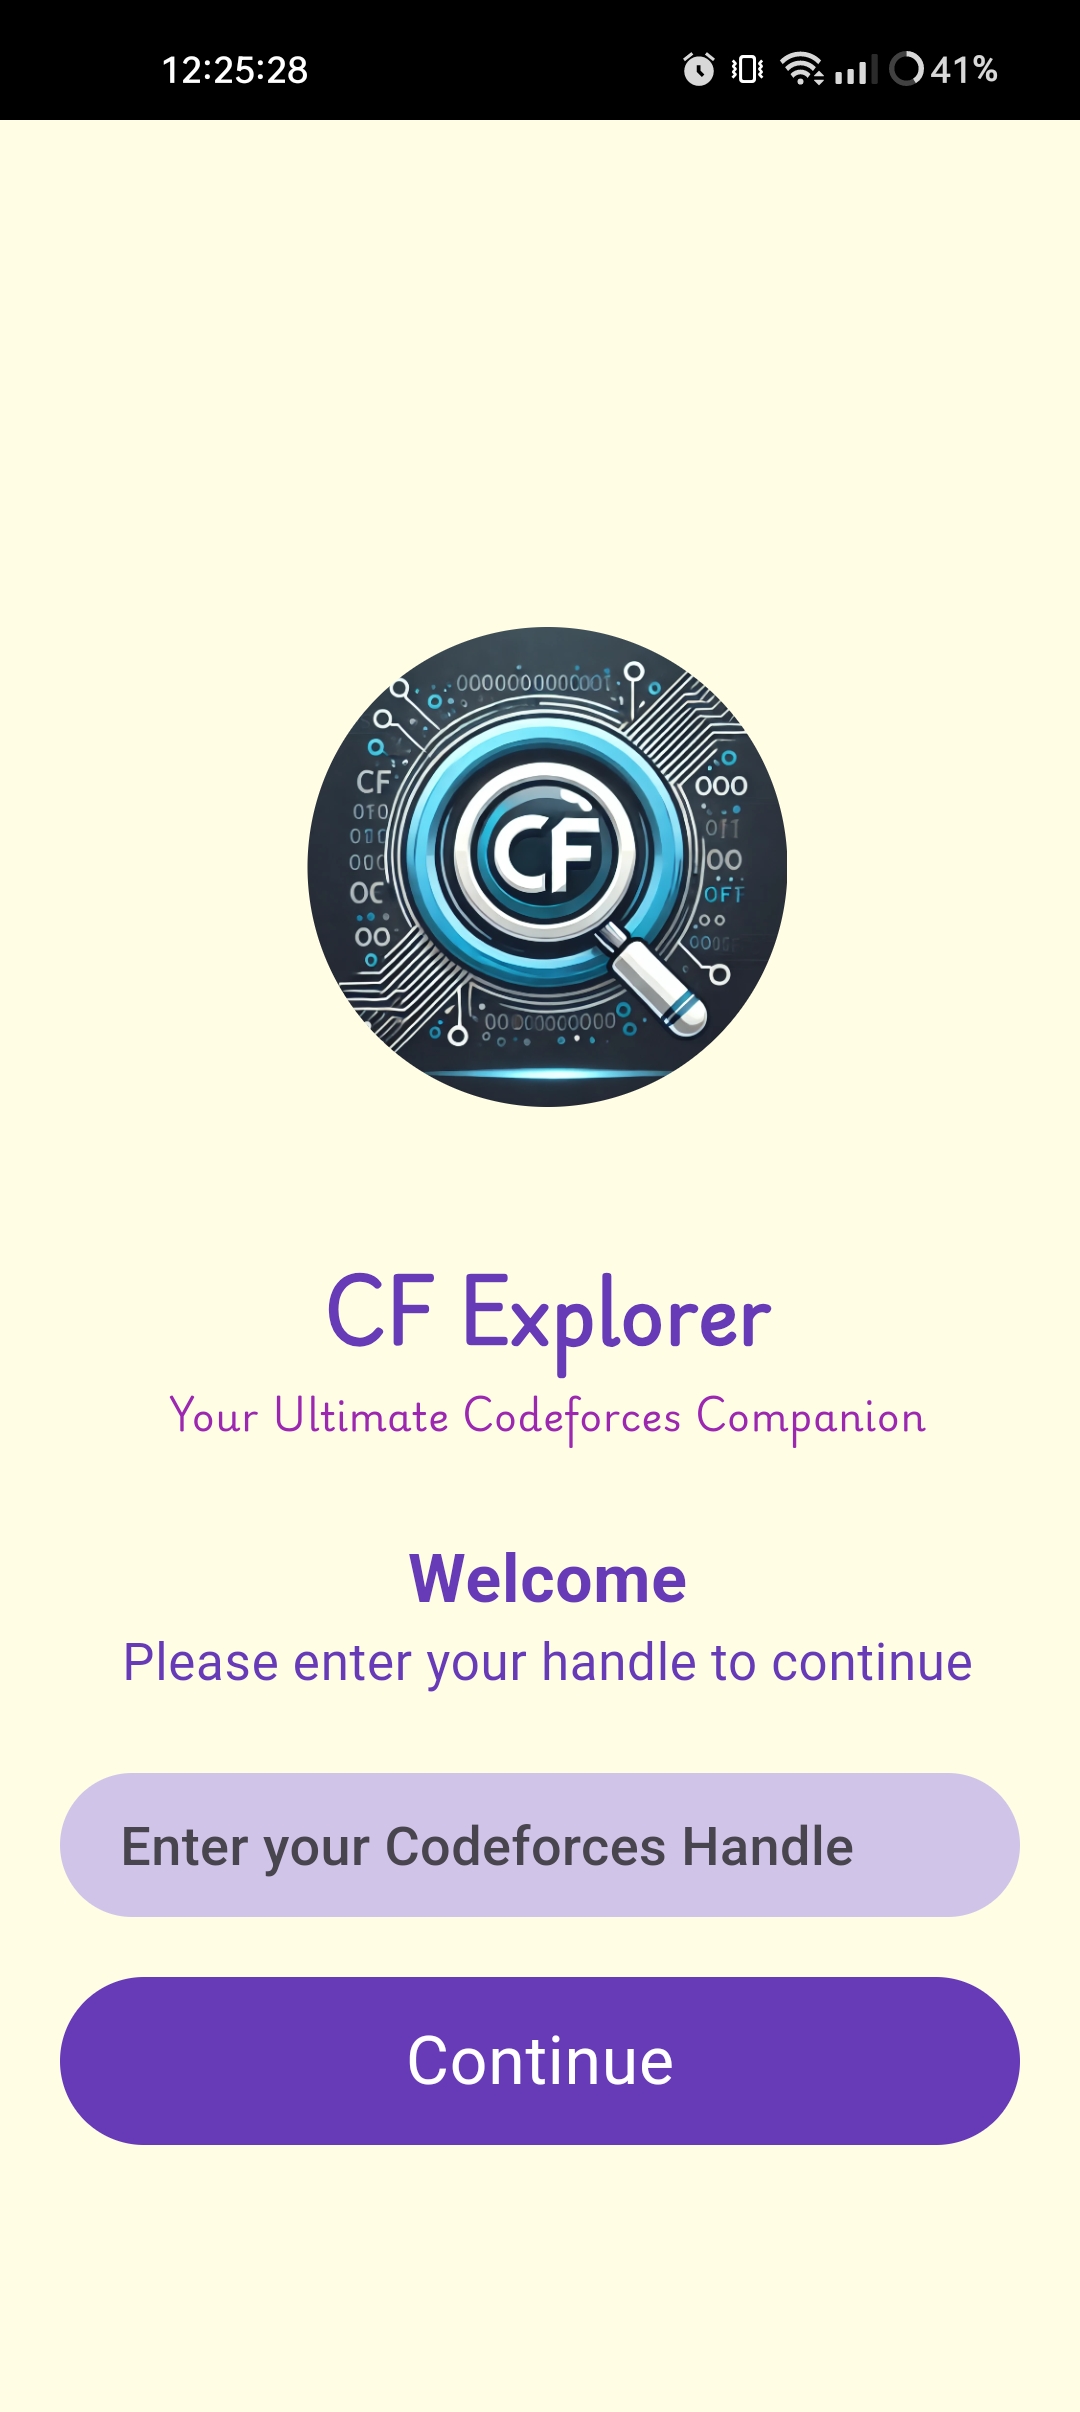 12:25:28
41%
CF
CF
CF Explorer
Your Ultimate Codeforces Companion
Welcome
Please enter your handle to continue
Enter your Codeforces Handle
Continue